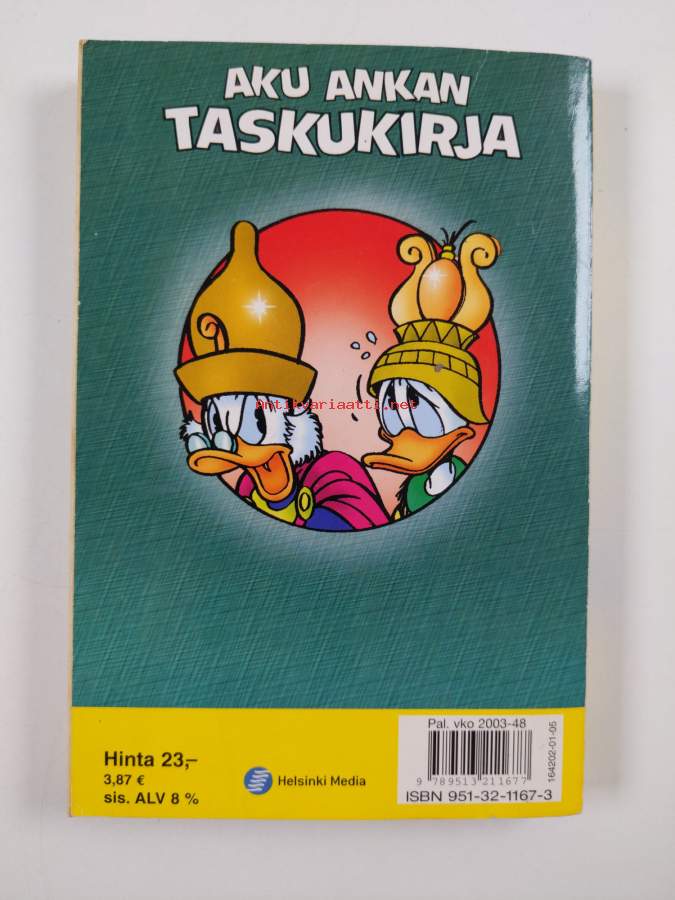 AKU ANKAN
TASKUKIRJA
Antikvariaatti.net
Hinta 23,–
3,87 €
sis. ALV 8 %
Helsinki Media
Pal. vko 2003-48
9 789513 211677
ISBN 951-32-1167-3
164202-01-05